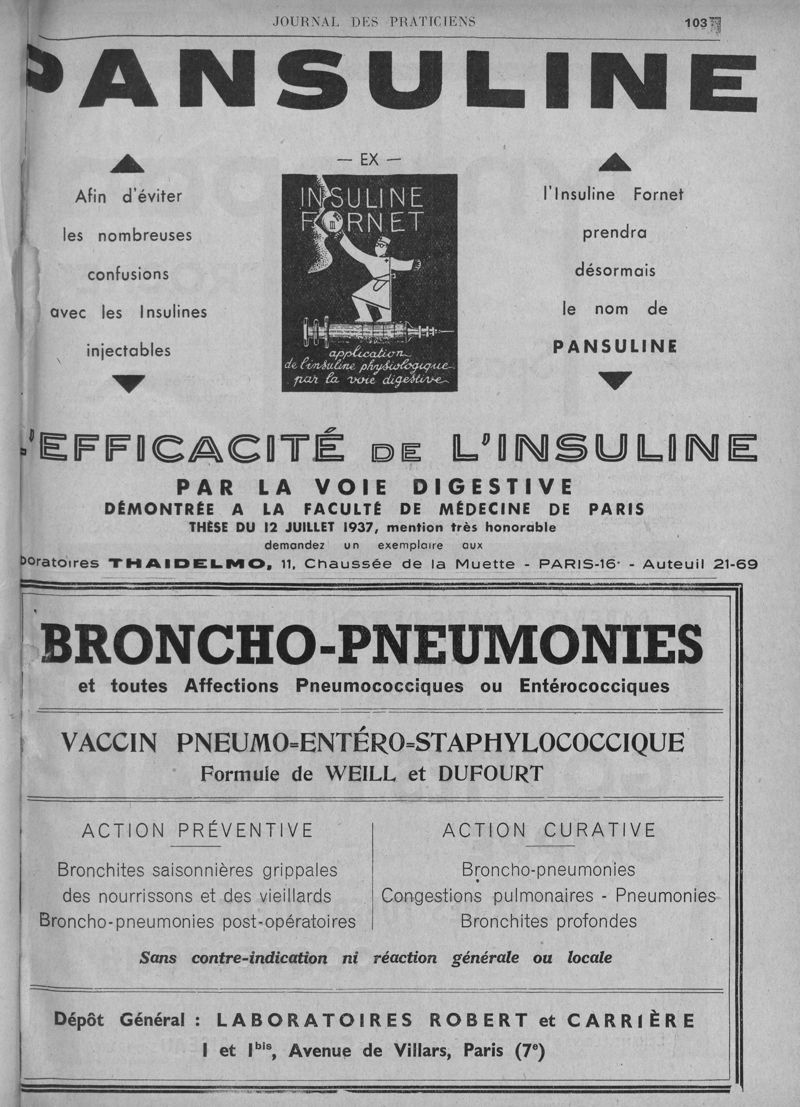 JOURNAL DES PRATICIENS
103
PANSULINE
Afin d'éviter
les nombreuses
confusions
avec les Insulines
injectables
— EX —
INSULINE
FORNET
application
de l'insuline physiologique
par la voie digestive
l'Insuline Fornet
prendra
désormais
le nom de
PANSULINE
L'EFFICACITÉ DE L'INSULINE
PAR LA VOIE DIGESTIVE
DÉMONTRÉE A LA FACULTÉ DE MÉDECINE DE PARIS
THÈSE DU 12 JUILLET 1937, mention très honorable
demandez un exemplaire aux
boratoires THAIDELMO, 11, Chaussée de la Muette - PARIS-16e - Auteuil 21-69
BRONCHO-PNEUMONIES
et toutes Affections Pneumococciques ou Entérococciques
VACCIN PNEUMO=ENTÉRO=STAPHYLOCOCCIQUE
Formule de WEILL et DUFOURT
ACTION PRÉVENTIVE
Bronchites saisonnières grippales
des nourrissons et des vieillards
Broncho-pneumonies post-opératoires
ACTION CURATIVE
Broncho-pneumonies
Congestions pulmonaires - Pneumonies
Bronchites profondes
Sans contre-indication ni réaction générale ou locale
Dépôt Général : LABORATOIRES ROBERT et CARRIÈRE
1 et 1bis, Avenue de Villars, Paris (7e)